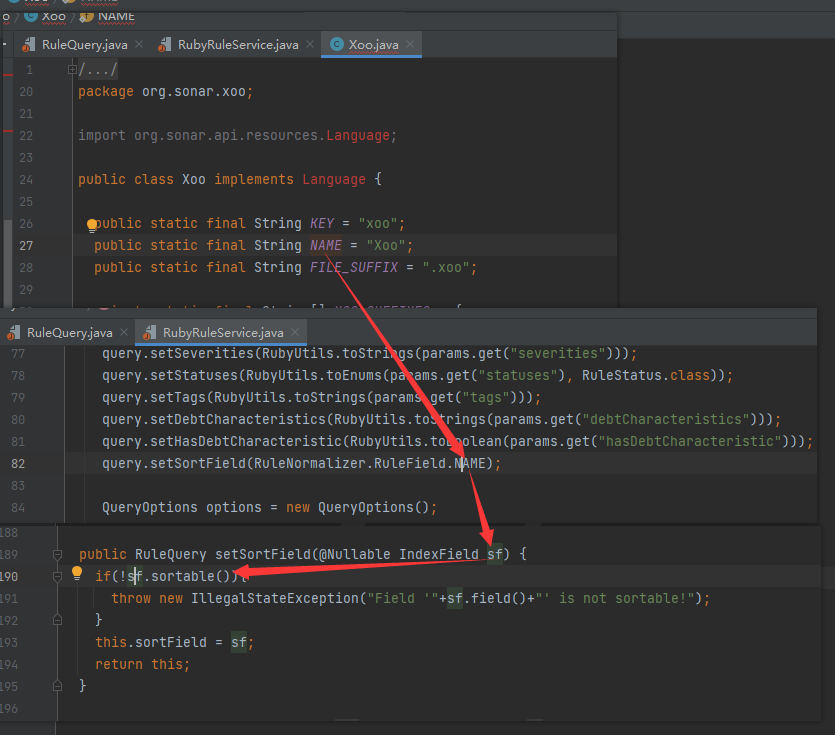 Xoo NAME
o Xoo NAME
RuleQuery.java RubyRuleService.java Xoo.java
1 /.../
20 package org.sonar.xoo;
21
22 import org.sonar.api.resources.Language;
23
24 public class Xoo implements Language {
25
26 public static final String KEY = "xoo";
27 public static final String NAME = "Xoo";
28 public static final String FILE_SUFFIX = ".xoo";
29
RuleQuery.java RubyRuleService.java
77 query.setSeverities(RubyUtils.toStrings(params.get("severities")));
78 query.setStatuses(RubyUtils.toEnums(params.get("statuses"), RuleStatus.class));
79 query.setTags(RubyUtils.toStrings(params.get("tags")));
80 query.setDebtCharacteristics(RubyUtils.toStrings(params.get("debtCharacteristics")));
81 query.setHasDebtCharacteristic(RubyUtils.toBoolean(params.get("hasDebtCharacteristic")));
82 query.setSortField(RuleNormalizer.RuleField.NAME);
83
84 QueryOptions options = new QueryOptions();
188
189 public RuleQuery setSortField(@Nullable IndexField sf) {
190 if(!sf.sortable()){
191 throw new IllegalStateException("Field '"+sf.field()+"' is not sortable!");
192 }
193 this.sortField = sf;
194 return this;
195 }
196